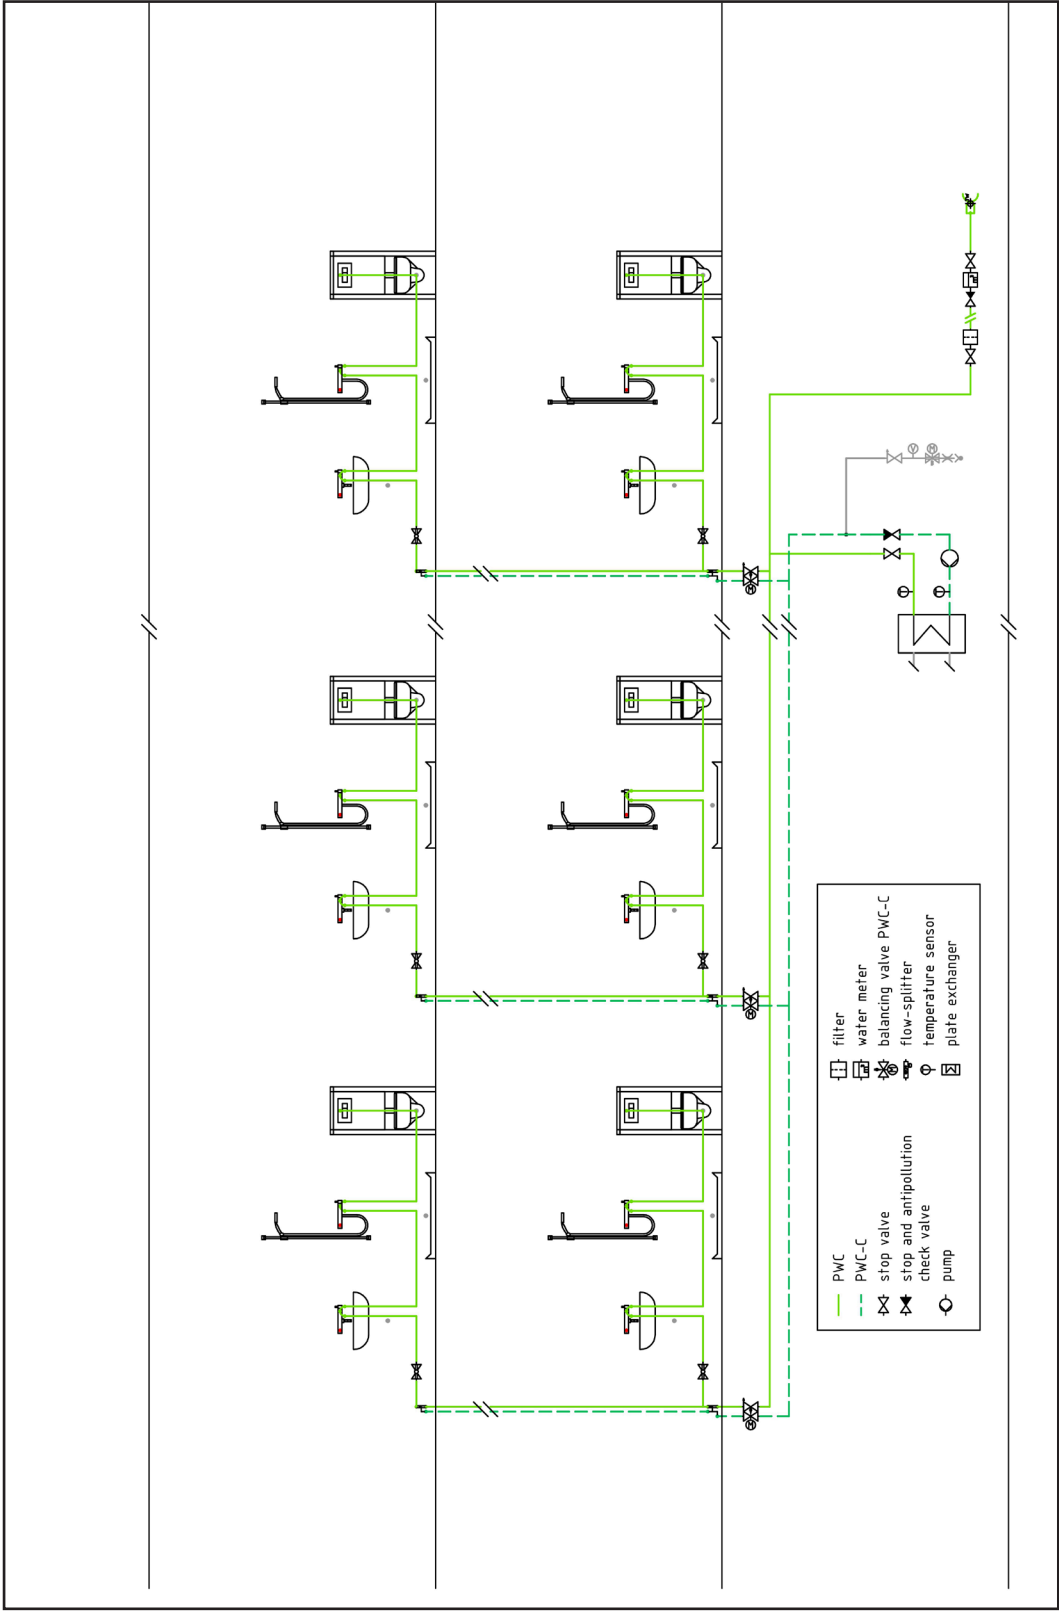 PWC
PWC-C
stop valve
stop and antipollution
check valve
pump
filter
water meter
balancing valve PWC-C
flow-splitter
temperature sensor
plate exchanger